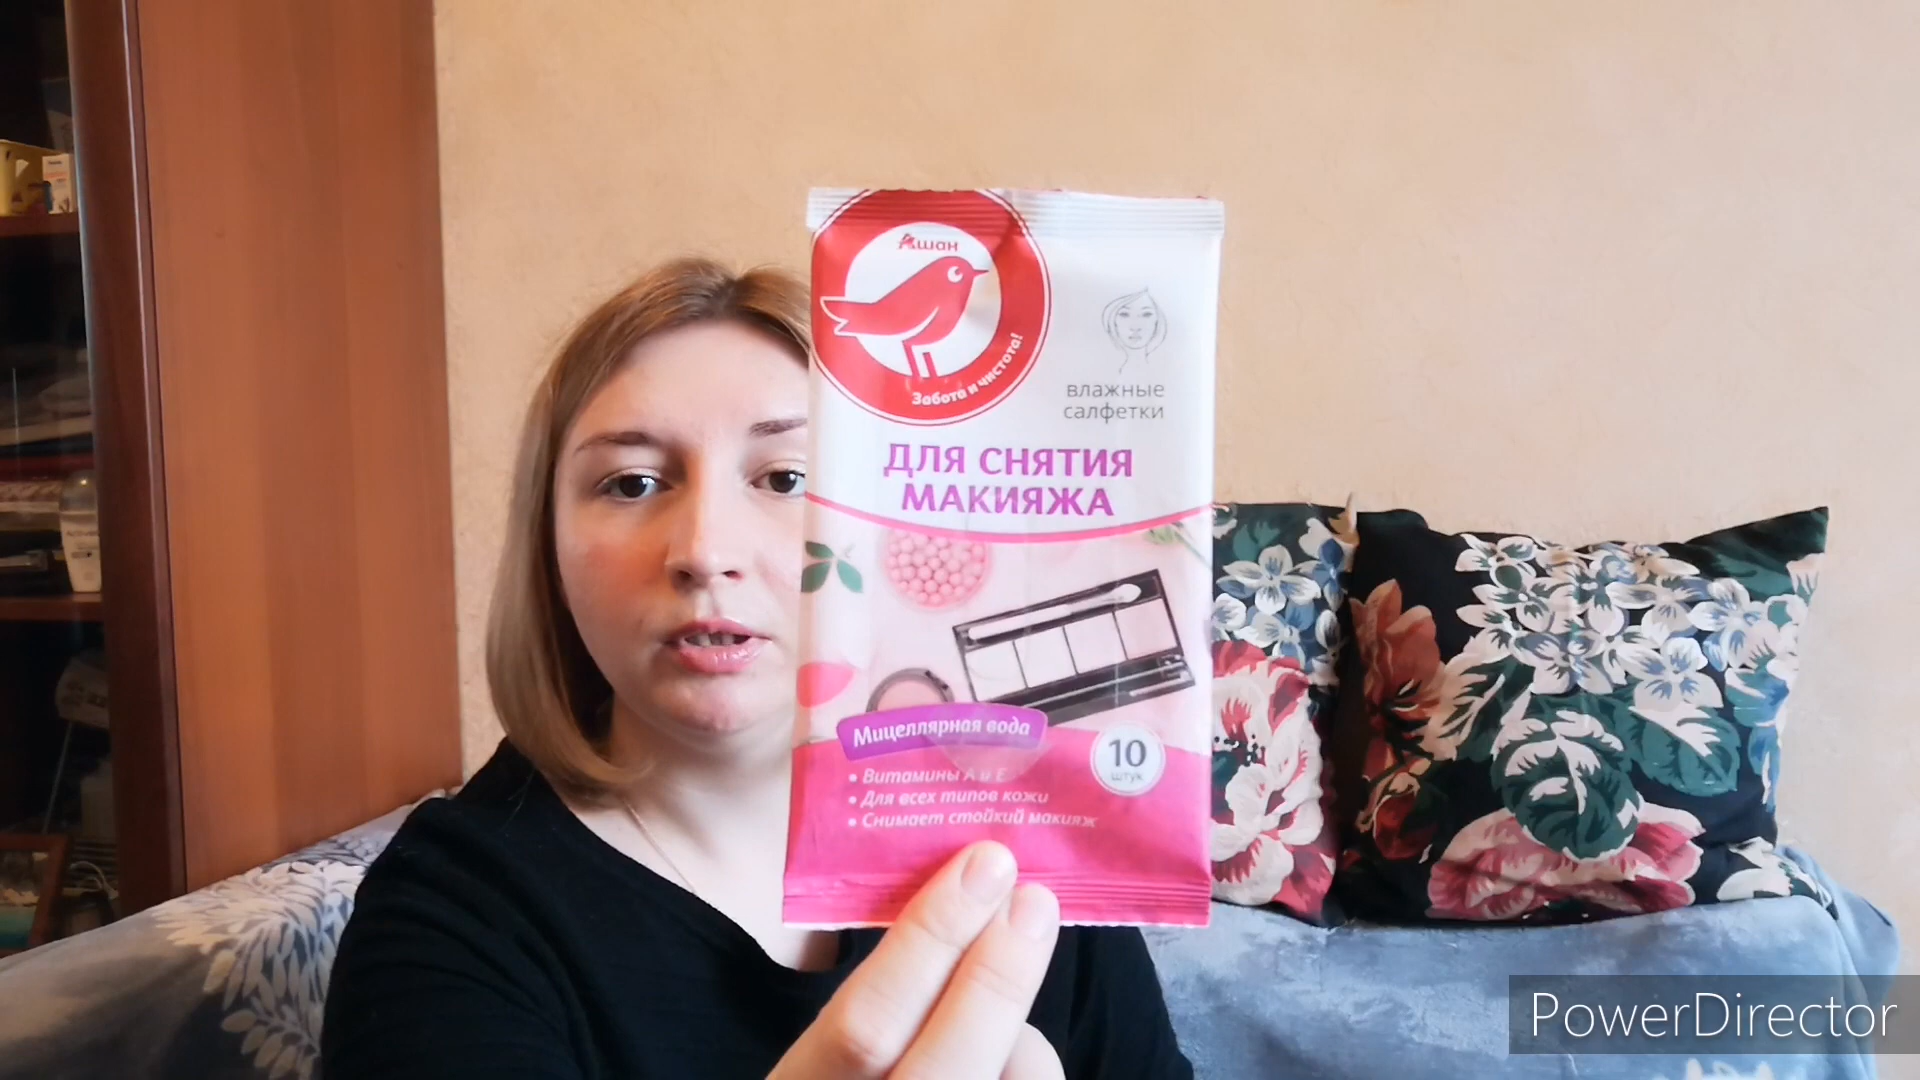 Ашан
Забота и чистота!
влажные
салфетки
ДЛЯ СНЯТИЯ
МАКИЯЖА
Мицеллярная вода
10
штук
• Витамины А и Е
• Для всех типов кожи
• Снимает стойкий макияж
PowerDirector